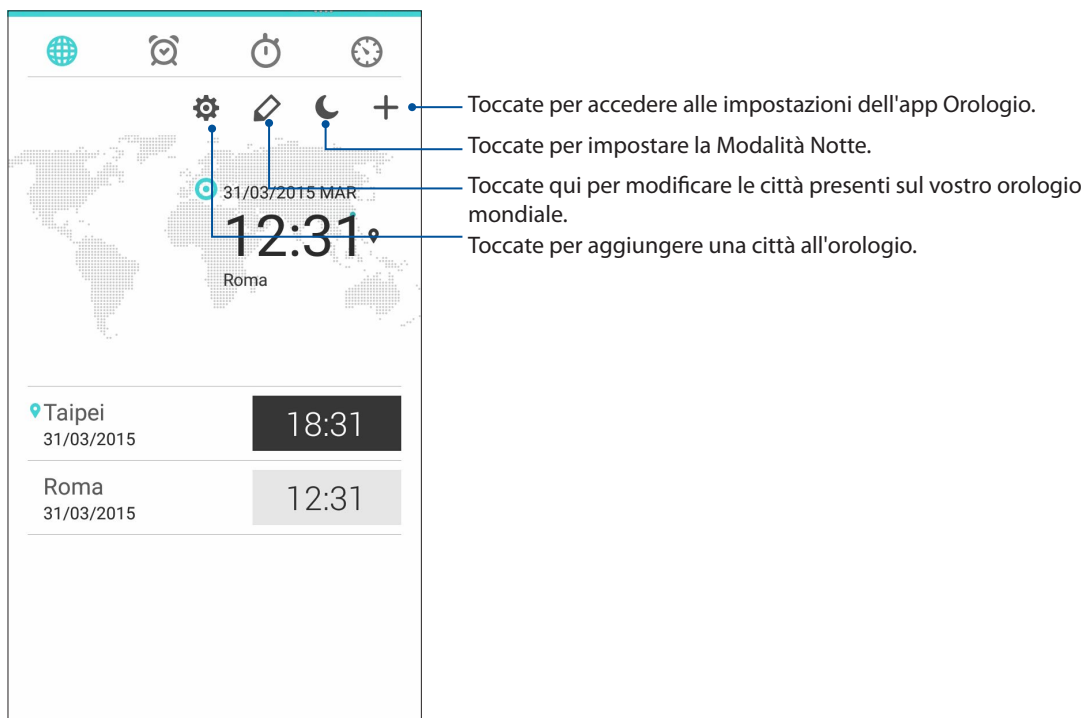 Toccate per accedere alle impostazioni dell'app Orologio.
Toccate per impostare la Modalità Notte.
Toccate qui per modificare le città presenti sul vostro orologio
mondiale.
Toccate per aggiungere una città all'orologio.
31/03/2015 MAR
12:31
Roma
Taipei
31/03/2015
18:31
Roma
31/03/2015
12:31